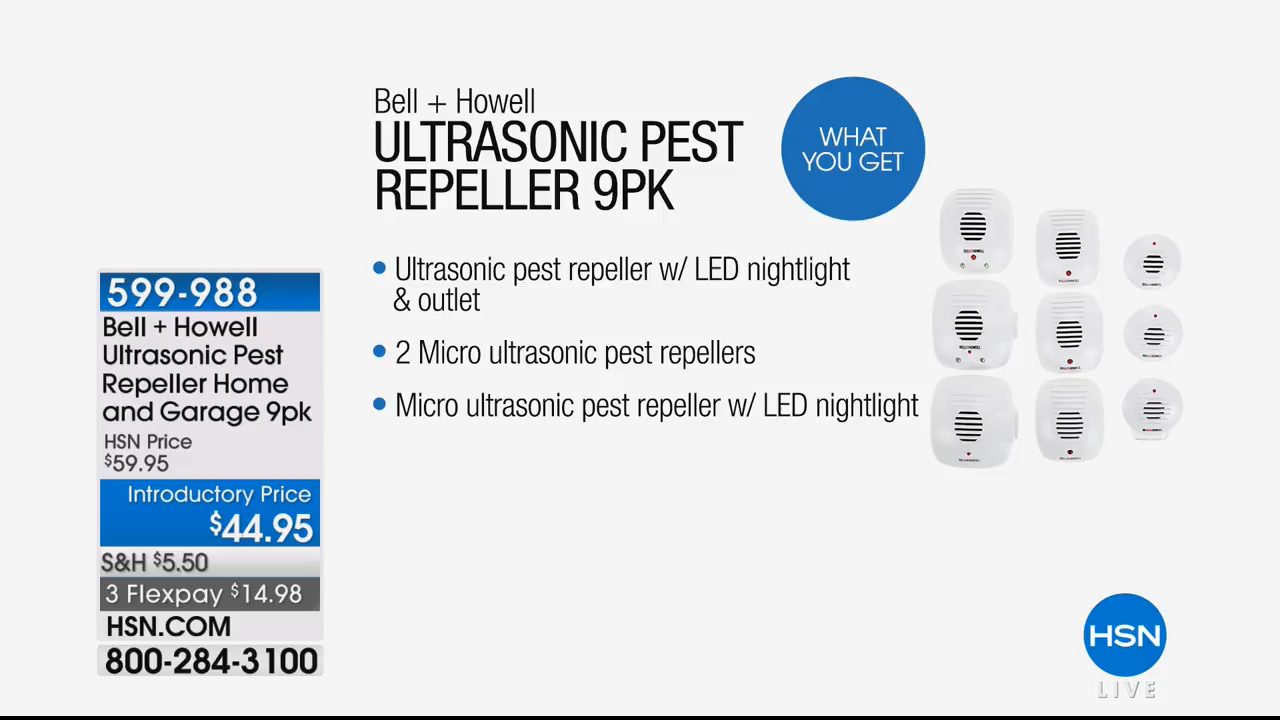 Bell + Howell
ULTRASONIC PEST
REPELLER 9PK
WHAT
YOU GET
• Ultrasonic pest repeller w/ LED nightlight
& outlet
• 2 Micro ultrasonic pest repellers
• Micro ultrasonic pest repeller w/ LED nightlight
599-988
Bell + Howell
Ultrasonic Pest
Repeller Home
and Garage 9pk
HSN Price
$59.95
Introductory Price
$44.95
S&H $5.50
3 Flexpay $14.98
HSN.COM
800-284-3100
HSN
LIVE